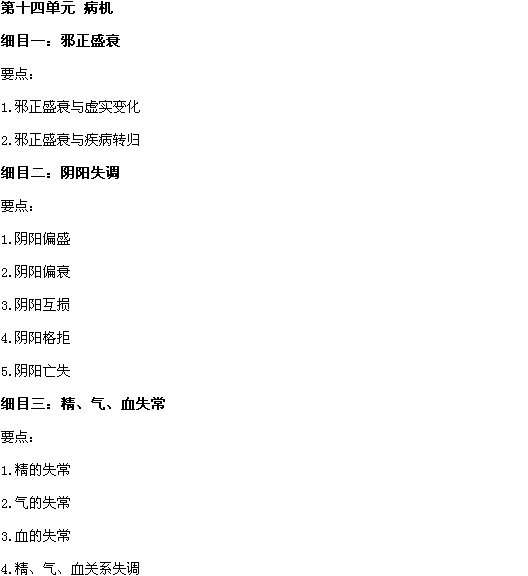 第十四单元 病机
细目一：邪正盛衰
要点：
1.邪正盛衰与虚实变化
2.邪正盛衰与疾病转归
细目二：阴阳失调
要点：
1.阴阳偏盛
2.阴阳偏衰
3.阴阳互损
4.阴阳格拒
5.阴阳亡失
细目三：精、气、血失常
要点：
1.精的失常
2.气的失常
3.血的失常
4.精、气、血关系失调